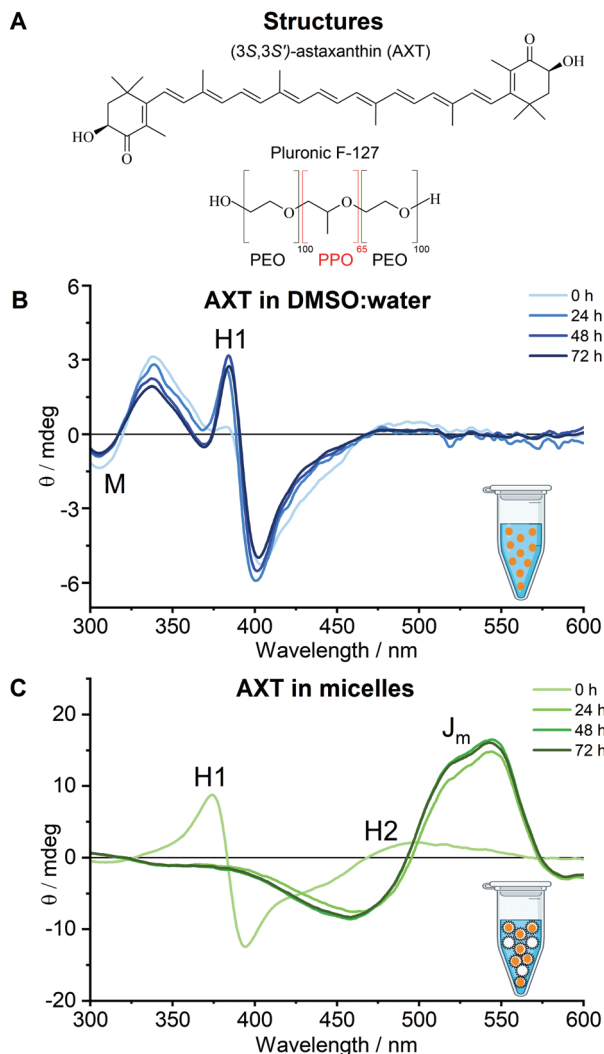 A
Structures
(3S,3S')-astaxanthin (AXT)
OH
O
HO
O
Pluronic F-127
HO
O
O
O
H
100
65
100
PEO
PPO
PEO
B
AXT in DMSO:water
0 h
24 h
48 h
72 h
H1
M
6
3
0
-3
-6
θ / mdeg
300 350 400 450 500 550 600
Wavelength / nm
C
AXT in micelles
0 h
24 h
48 h
72 h
Jm
H1
H2
20
10
0
-10
-20
θ / mdeg
300 350 400 450 500 550 600
Wavelength / nm